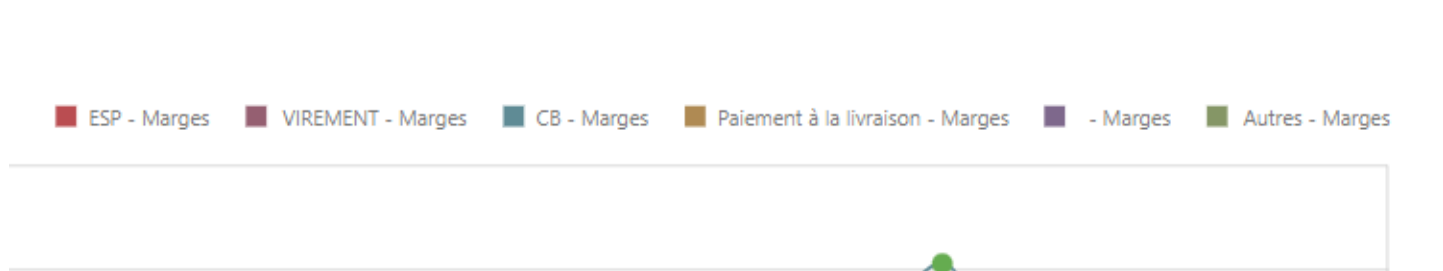 ESP - Marges VIREMENT - Marges CB - Marges Paiement à la livraison - Marges - Marges Autres - Marges